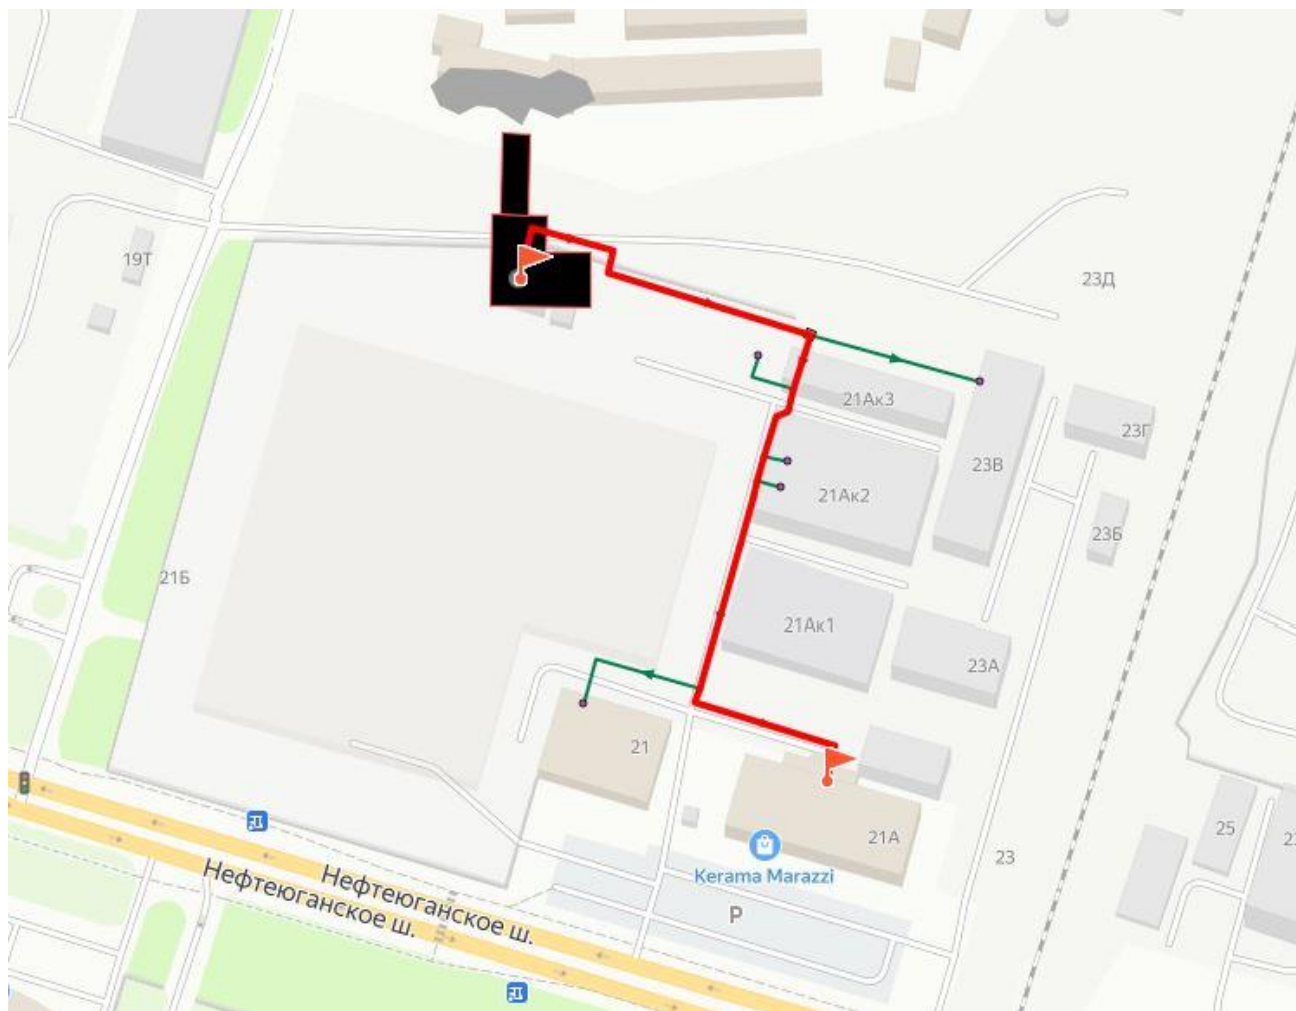 19Т
23Д
21Ак3
23Г
23В
21Ак2
23Б
21Б
21Ак1
23А
21
25
21А
23
Kerama Marazzi
Нефтеюганское ш.
Нефтеюганское ш.
P